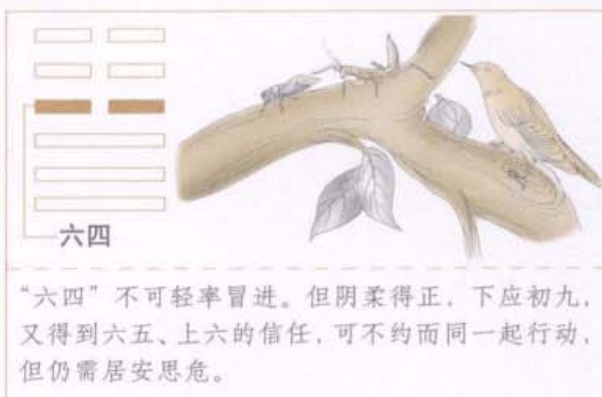 六四
“六四”不可轻率冒进。但阴柔得正，下应初九，
又得到六五、上六的信任，可不约而同一起行动，
但仍需居安思危。